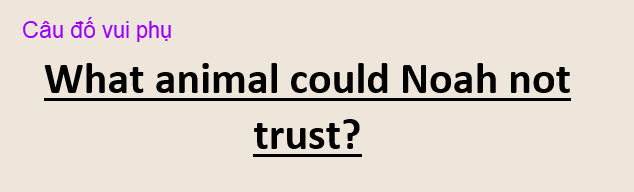 Câu đố vui phụ
What animal could Noah not
trust?